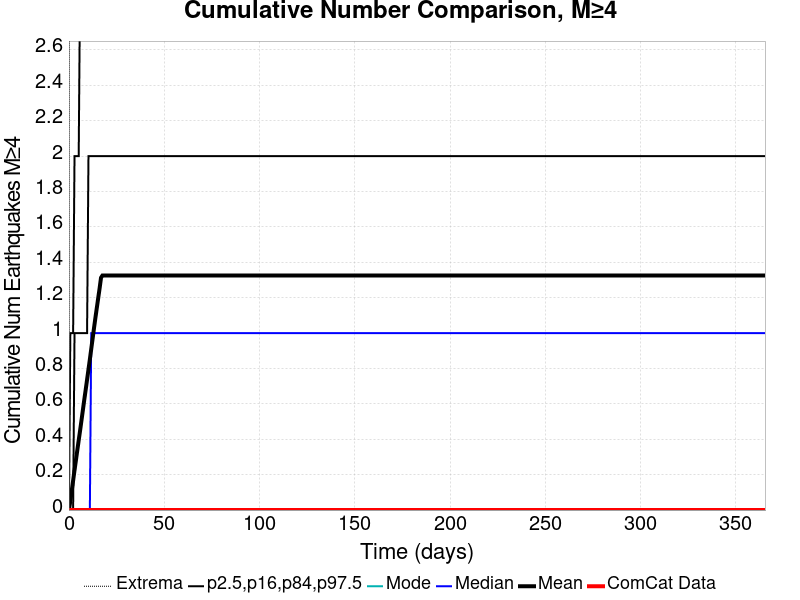 Cumulative Number Comparison, M≥4
Cumulative Num Earthquakes M≥4
2.6
2.4
2.2
2
1.8
1.6
1.4
1.2
1
0.8
0.6
0.4
0.2
0
0 50 100 150 200 250 300 350
Time (days)
Extrema p2.5,p16,p84,p97.5 Mode Median Mean ComCat Data